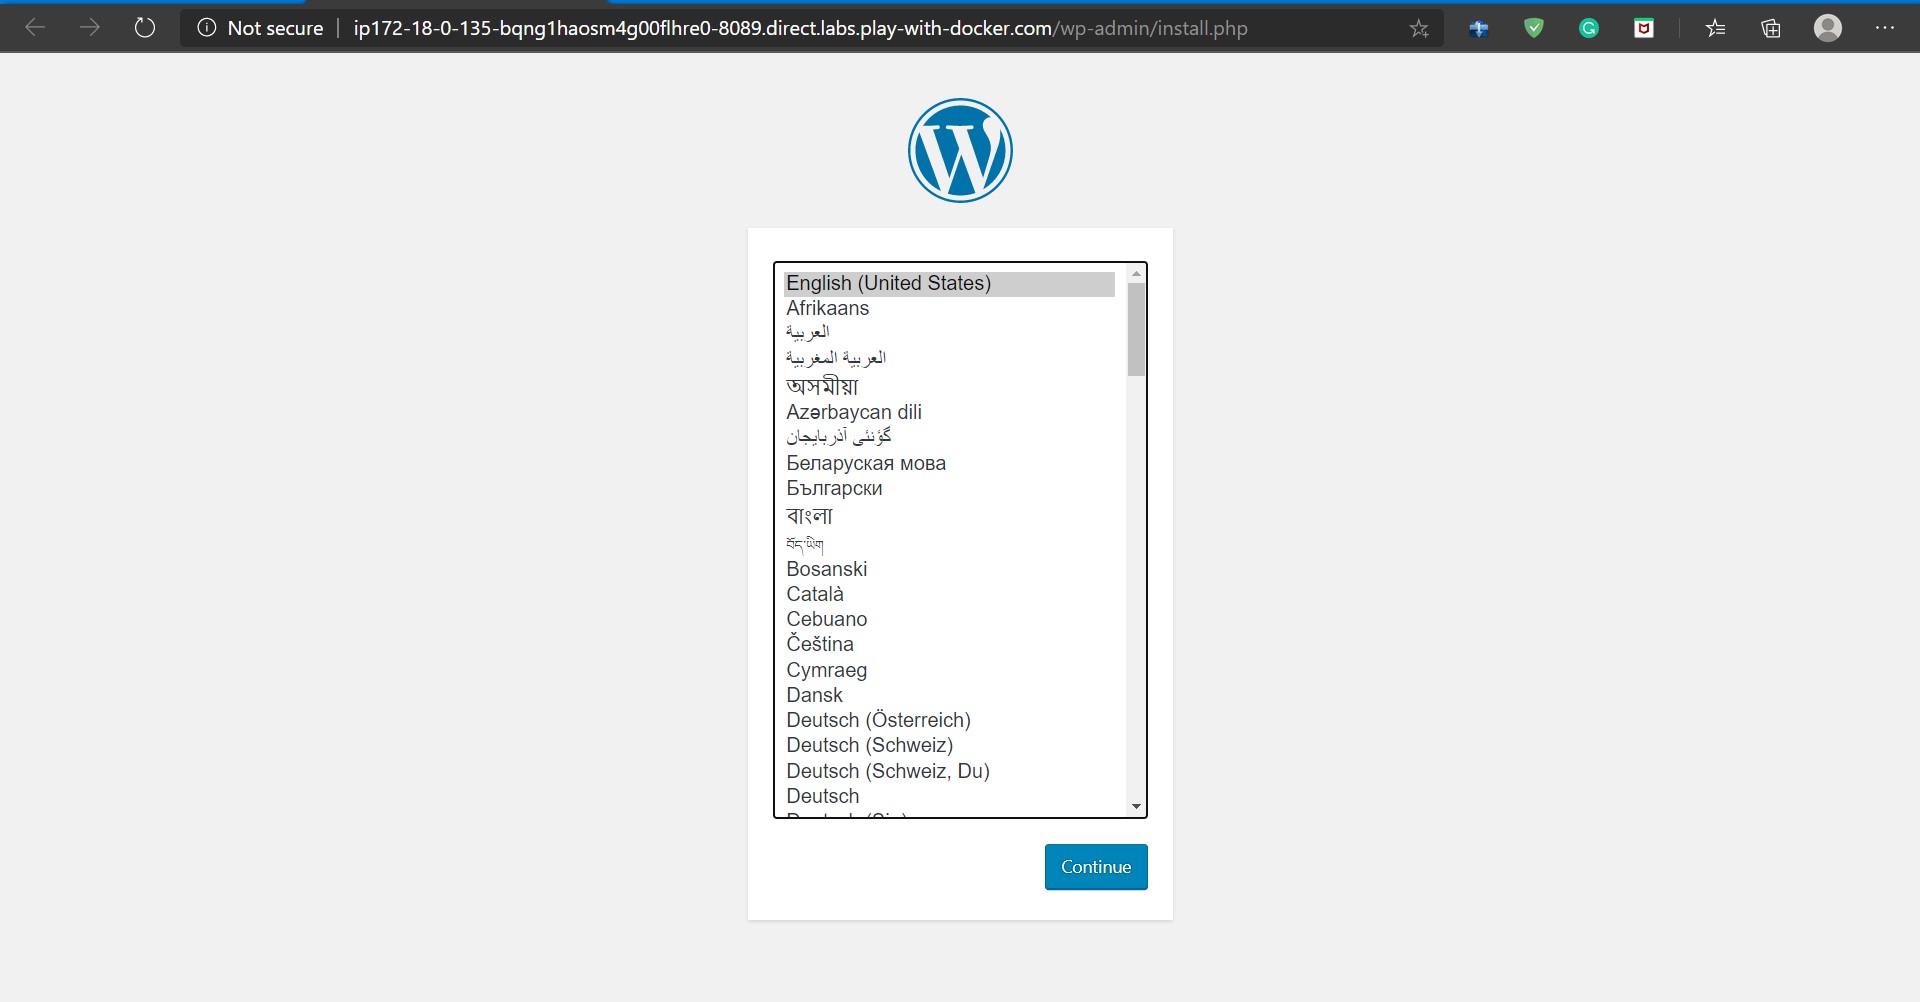 Not secure | ip172-18-0-135-bqng1haosm4g00flhre0-8089.direct.labs.play-with-docker.com/wp-admin/install.php
English (United States)
Afrikaans
العربية
العربية المغربية
অসমীয়া
Azərbaycan dili
گؤنئی آذربایجان
Беларуская мова
Български
বাংলা
བོད་ཡིག
Bosanski
Català
Cebuano
Čeština
Cymraeg
Dansk
Deutsch (Österreich)
Deutsch (Schweiz)
Deutsch (Schweiz, Du)
Deutsch
Continue